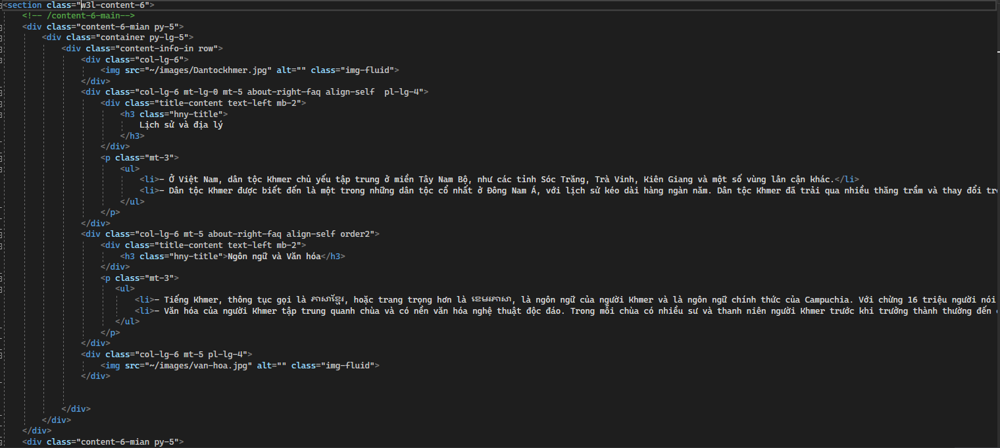 <section class="w3l-content-6">
<!-- /content-6-main-->
<div class="content-6-mian py-5">
<div class="container py-lg-5">
<div class="content-info-in row">
<div class="col-lg-6">
<img src="~/images/Dantockhmer.jpg" alt="" class="img-fluid">
</div>
<div class="col-lg-6 mt-lg-0 mt-5 about-right-faq align-self  pl-lg-4">
<div class="title-content text-left mb-2">
<h3 class="hny-title">
Lịch sử và địa lý
</h3>
</div>
<p class="mt-3">
<ul>
<li>- Ở Việt Nam, dân tộc Khmer chủ yếu tập trung ở miền Tây Nam Bộ, như các tỉnh Sóc Trăng, Trà Vinh, Kiên Giang và một số vùng lân cận khác.</li>
<li>- Dân tộc Khmer được biết đến là một trong những dân tộc cổ nhất ở Đông Nam Á, với lịch sử kéo dài hàng ngàn năm. Dân tộc Khmer đã trải qua nhiều thăng trầm và thay đổi
</ul>
</p>
</div>
<div class="col-lg-6 mt-5 about-right-faq align-self order2">
<div class="title-content text-left mb-2">
<h3 class="hny-title">Ngôn ngữ và Văn hóa</h3>
</div>
<p class="mt-3">
<ul>
<li>- Tiếng Khmer, thông tục gọi là ភាសាខ្មែរ, hoặc trang trọng hơn là ខេមរភាសា, là ngôn ngữ của người Khmer và là ngôn ngữ chính thức của Campuchia. Với chừng 16 triệu người nói
<li>- Văn hóa của người Khmer tập trung quanh chùa và có nền văn hóa nghệ thuật độc đáo. Trong mỗi chùa có nhiều sư và thanh niên người Khmer trước khi trưởng thành thường đến
</ul>
</p>
</div>
<div class="col-lg-6 mt-5 pl-lg-4">
<img src="~/images/van-hoa.jpg" alt="" class="img-fluid">
</div>
</div>
</div>
</div>
<div class="content-6-mian py-5">